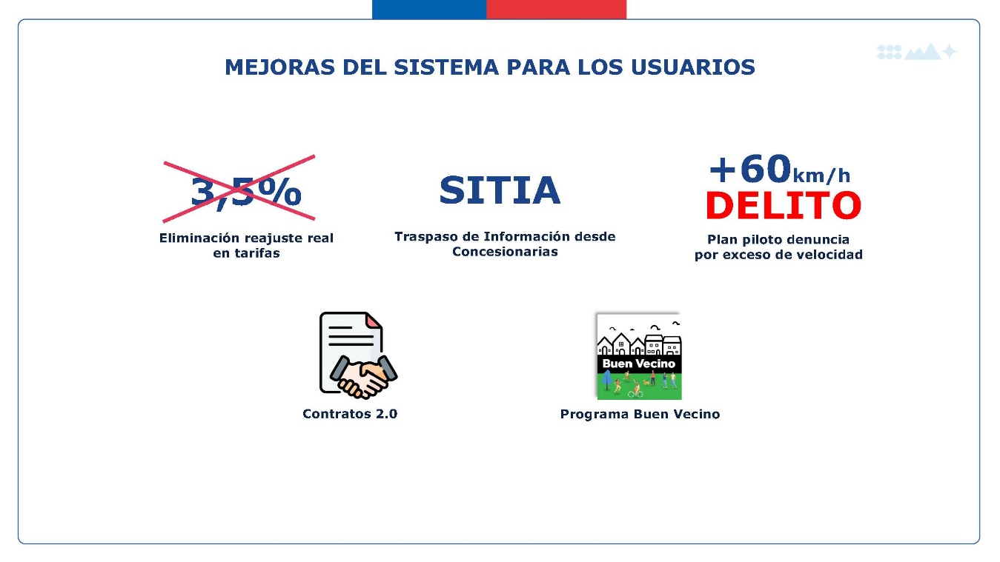 MEJORAS DEL SISTEMA PARA LOS USUARIOS
3,5%
Eliminación reajuste real
en tarifas
SITIA
Traspaso de Información desde
Concesionarias
+60km/h
DELITO
Plan piloto denuncia
por exceso de velocidad
Contratos 2.0
Buen Vecino
Programa Buen Vecino